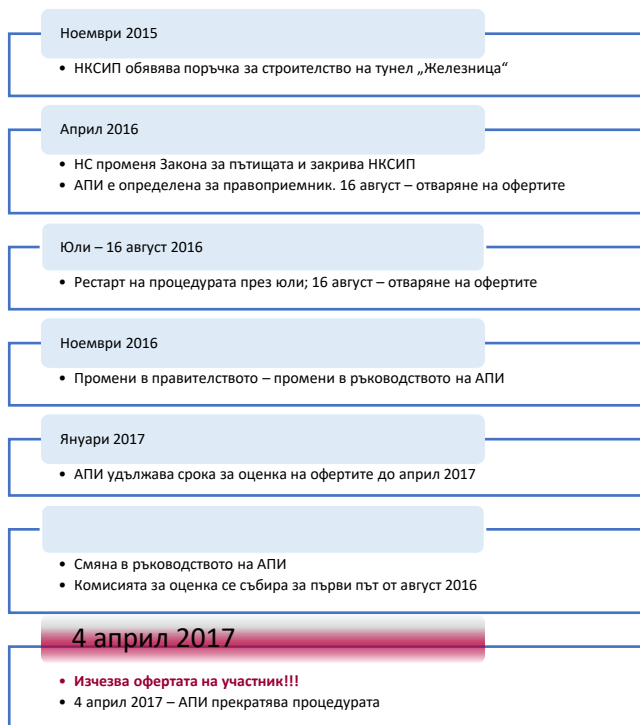 Ноември 2015
• НКСИП обявява поръчка за строителство на тунел „Железница“
Април 2016
• НС променя Закона за пътищата и закрива НКСИП
• АПИ е определена за правоприемник. 16 август – отваряне на офертите
Юли – 16 август 2016
• Рестарт на процедурата през юли; 16 август – отваряне на офертите
Ноември 2016
• Промени в правителството – промени в ръководството на АПИ
Януари 2017
• АПИ удължава срока за оценка на офертите до април 2017
• Смяна в ръководството на АПИ
• Комисията за оценка се събира за първи път от август 2016
4 април 2017
• Изчезва офертата на участник!!!
• 4 април 2017 – АПИ прекратява процедурата